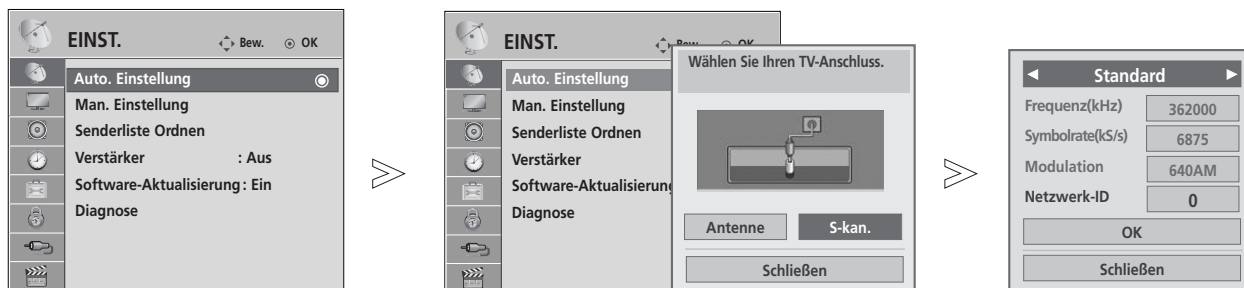 EINST.
Bew.
OK
Auto. Einstellung
Man. Einstellung
Senderliste Ordnen
Verstärker : Aus
Software-Aktualisierung : Ein
Diagnose
EINST.
Bew.
OK
Auto. Einstellung
Man. Einstellung
Senderliste Ordnen
Verstärker
Software-Aktualisierung
Diagnose
Wählen Sie Ihren TV-Anschluss.
Antenne S-kan.
Schließen
Standard
Frequenz(kHz) 362000
Symbolrate(kS/s) 6875
Modulation 640AM
Netzwerk-ID 0
OK
Schließen